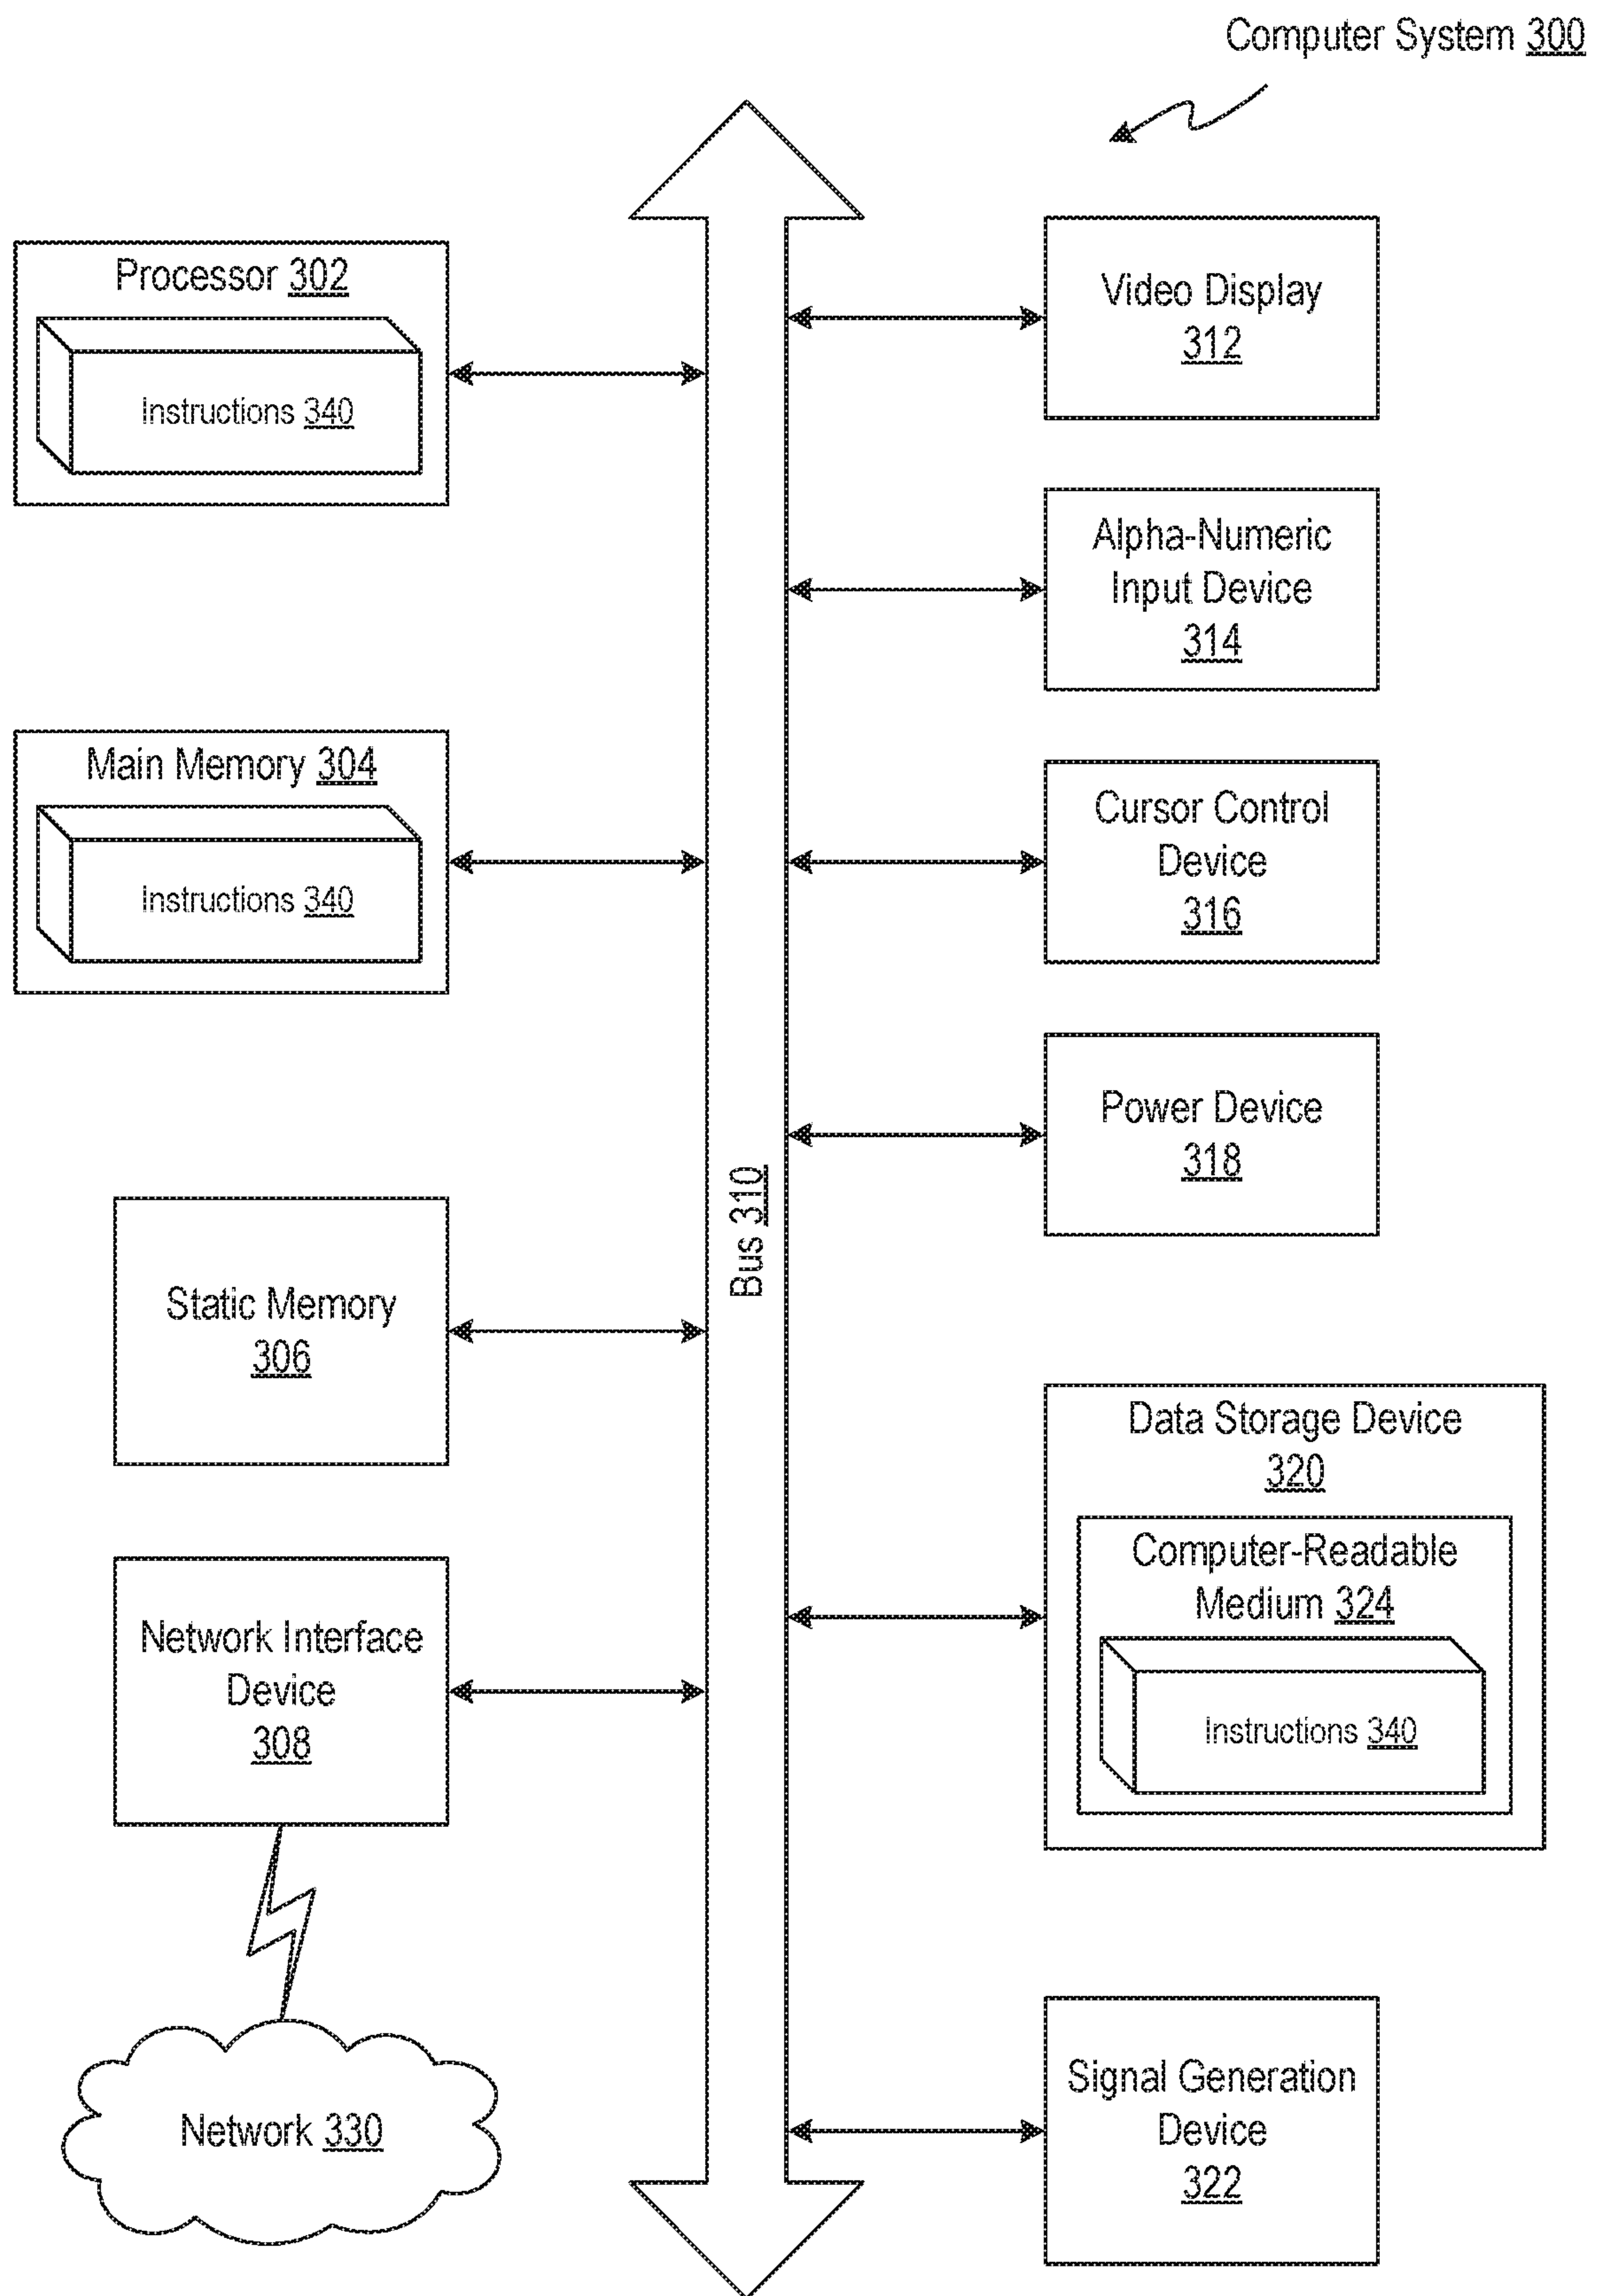 Computer System 300
Processor 302
Instructions 340
Main Memory 304
Instructions 340
Static Memory
306
Network Interface
Device
308
Network 330
Bus 310
Video Display
312
Alpha-Numeric
Input Device
314
Cursor Control
Device
316
Power Device
318
Data Storage Device
320
Computer-Readable
Medium 324
Instructions 340
Signal Generation
Device
322